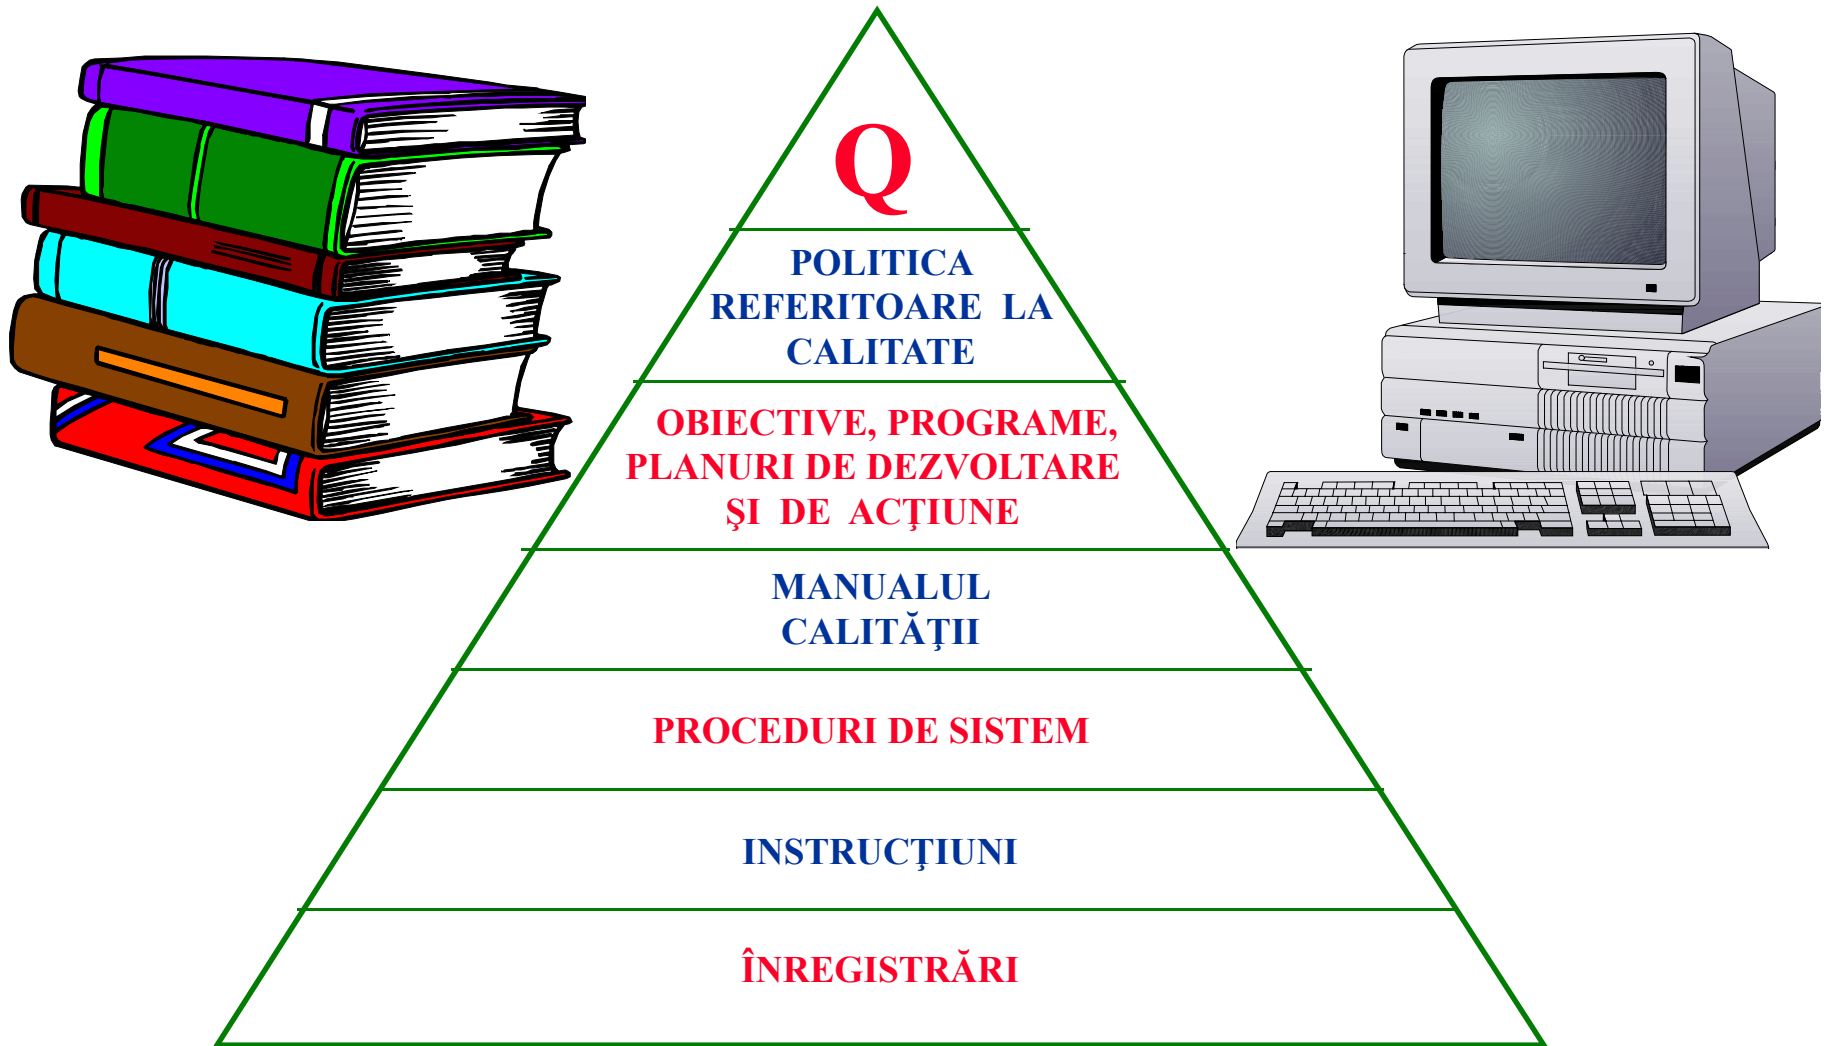 Q
POLITICA
REFERITOARE LA
CALITATE
OBIECTIVE, PROGRAME,
PLANURI DE DEZVOLTARE
ŞI DE ACŢIUNE
MANUALUL
CALITĂŢII
PROCEDURI DE SISTEM
INSTRUCŢIUNI
ÎNREGISTRĂRI